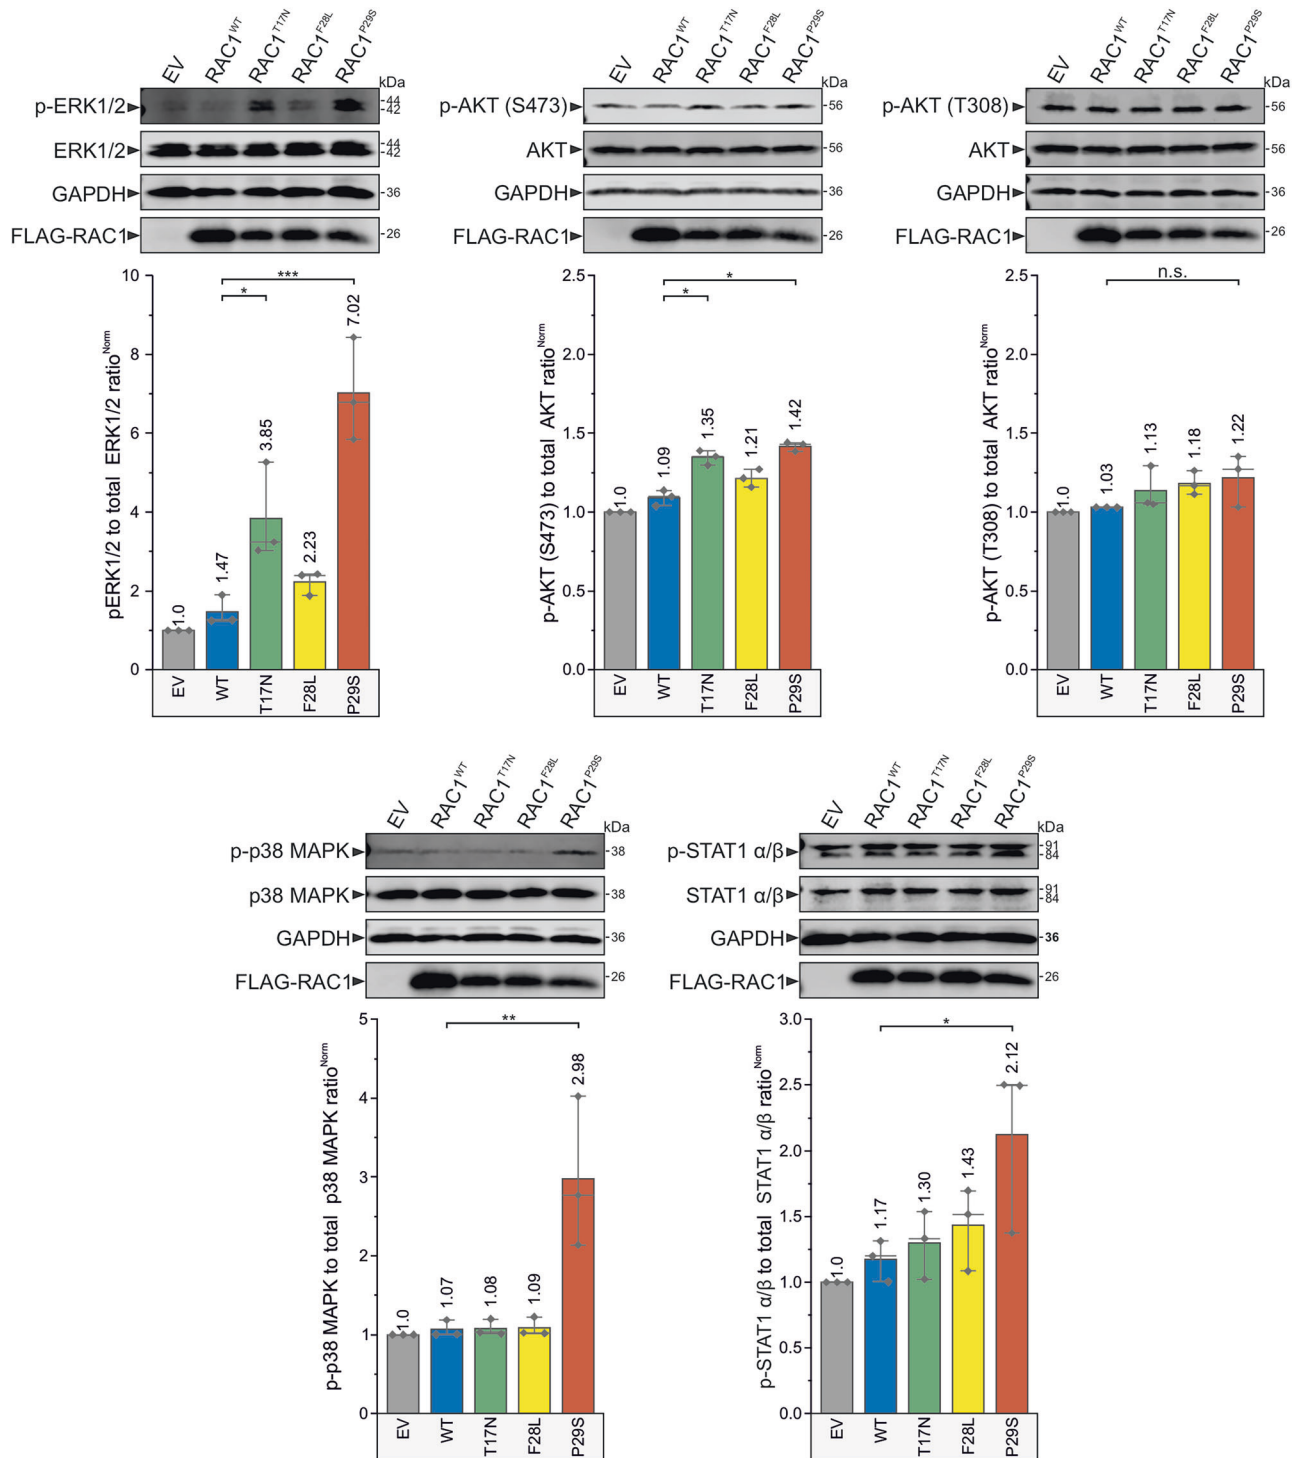 EV RAC1WT RAC1T17N RAC1F28L RAC1P29S
kDa
p-ERK1/2 44
42
ERK1/2 44
42
GAPDH 36
FLAG-RAC1 26
pERK1/2 to total ERK1/2 ratioNorm
10
8
6
4
2
0
***
*
1.0
1.47
3.85
2.23
7.02
EV WT T17N F28L P29S
EV RAC1WT RAC1T17N RAC1F28L RAC1P29S
kDa
p-AKT (S473) 56
AKT 56
GAPDH 36
FLAG-RAC1 26
p-AKT (S473) to total AKT ratioNorm
2.5
2.0
1.5
1.0
0.5
0.0
*
*
1.0
1.09
1.35
1.21
1.42
EV WT T17N F28L P29S
EV RAC1WT RAC1T17N RAC1F28L RAC1P29S
kDa
p-AKT (T308) 56
AKT 56
GAPDH 36
FLAG-RAC1 26
p-AKT (T308) to total AKT ratioNorm
2.5
2.0
1.5
1.0
0.5
0.0
n.s.
1.0
1.03
1.13
1.18
1.22
EV WT T17N F28L P29S
EV RAC1WT RAC1T17N RAC1F28L RAC1P29S
kDa
p-p38 MAPK 38
p38 MAPK 38
GAPDH 36
FLAG-RAC1 26
p-p38 MAPK to total p38 MAPK ratioNorm
5
4
3
2
1
0
**
1.0
1.07
1.08
1.09
2.98
EV WT T17N F28L P29S
EV RAC1WT RAC1T17N RAC1F28L RAC1P29S
kDa
p-STAT1 α/β 91
84
STAT1 α/β 91
84
GAPDH 36
FLAG-RAC1 26
p-STAT1 α/β to total STAT1 α/β ratioNorm
3.0
2.5
2.0
1.5
1.0
0.5
0.0
*
1.0
1.17
1.30
1.43
2.12
EV WT T17N F28L P29S